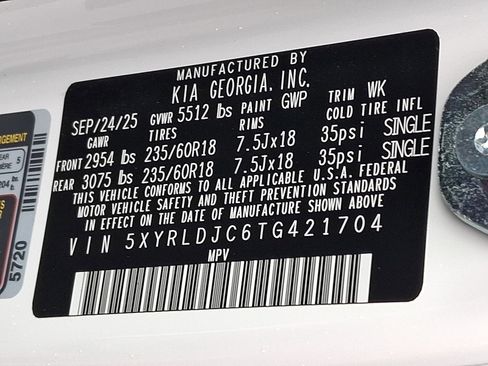 MANUFACTURED BY
KIA GEORGIA, INC.
SEP/24/25 GVWR 5512 lbs PAINT GWP TRIM WK
GAWR TIRES RIMS COLD TIRE INFL
FRONT 2954 lbs 235/60R18 7.5Jx18 35psi SINGLE
REAR 3075 lbs 235/60R18 7.5Jx18 35psi SINGLE
THIS VEHICLE CONFORMS TO ALL APPLICABLE U.S.A. FEDERAL
MOTOR VEHICLE SAFETY AND THEFT PREVENTION STANDARDS
IN EFFECT ON THE DATE OF MANUFACTURE SHOWN ABOVE.
VIN 5XYRLDJC6TG421704
MPV
5720